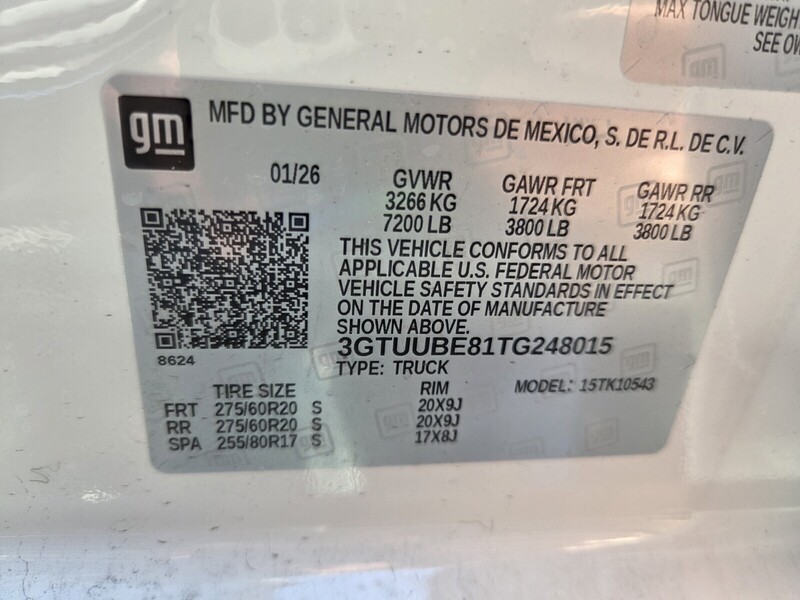 MAX TONGUE WEIGH
SEE OW
gm
MFD BY GENERAL MOTORS DE MEXICO, S. DE R.L. DE C.V.
01/26 GVWR GAWR FRT GAWR RR
3266 KG 1724 KG 1724 KG
7200 LB 3800 LB 3800 LB
THIS VEHICLE CONFORMS TO ALL
APPLICABLE U.S. FEDERAL MOTOR
VEHICLE SAFETY STANDARDS IN EFFECT
ON THE DATE OF MANUFACTURE
SHOWN ABOVE.
8624
3GTUUBE81TG248015
TYPE: TRUCK
TIRE SIZE RIM MODEL: 15TK10543
FRT 275/60R20 S 20X9J
RR 275/60R20 S 20X9J
SPA 255/80R17 S 17X8J